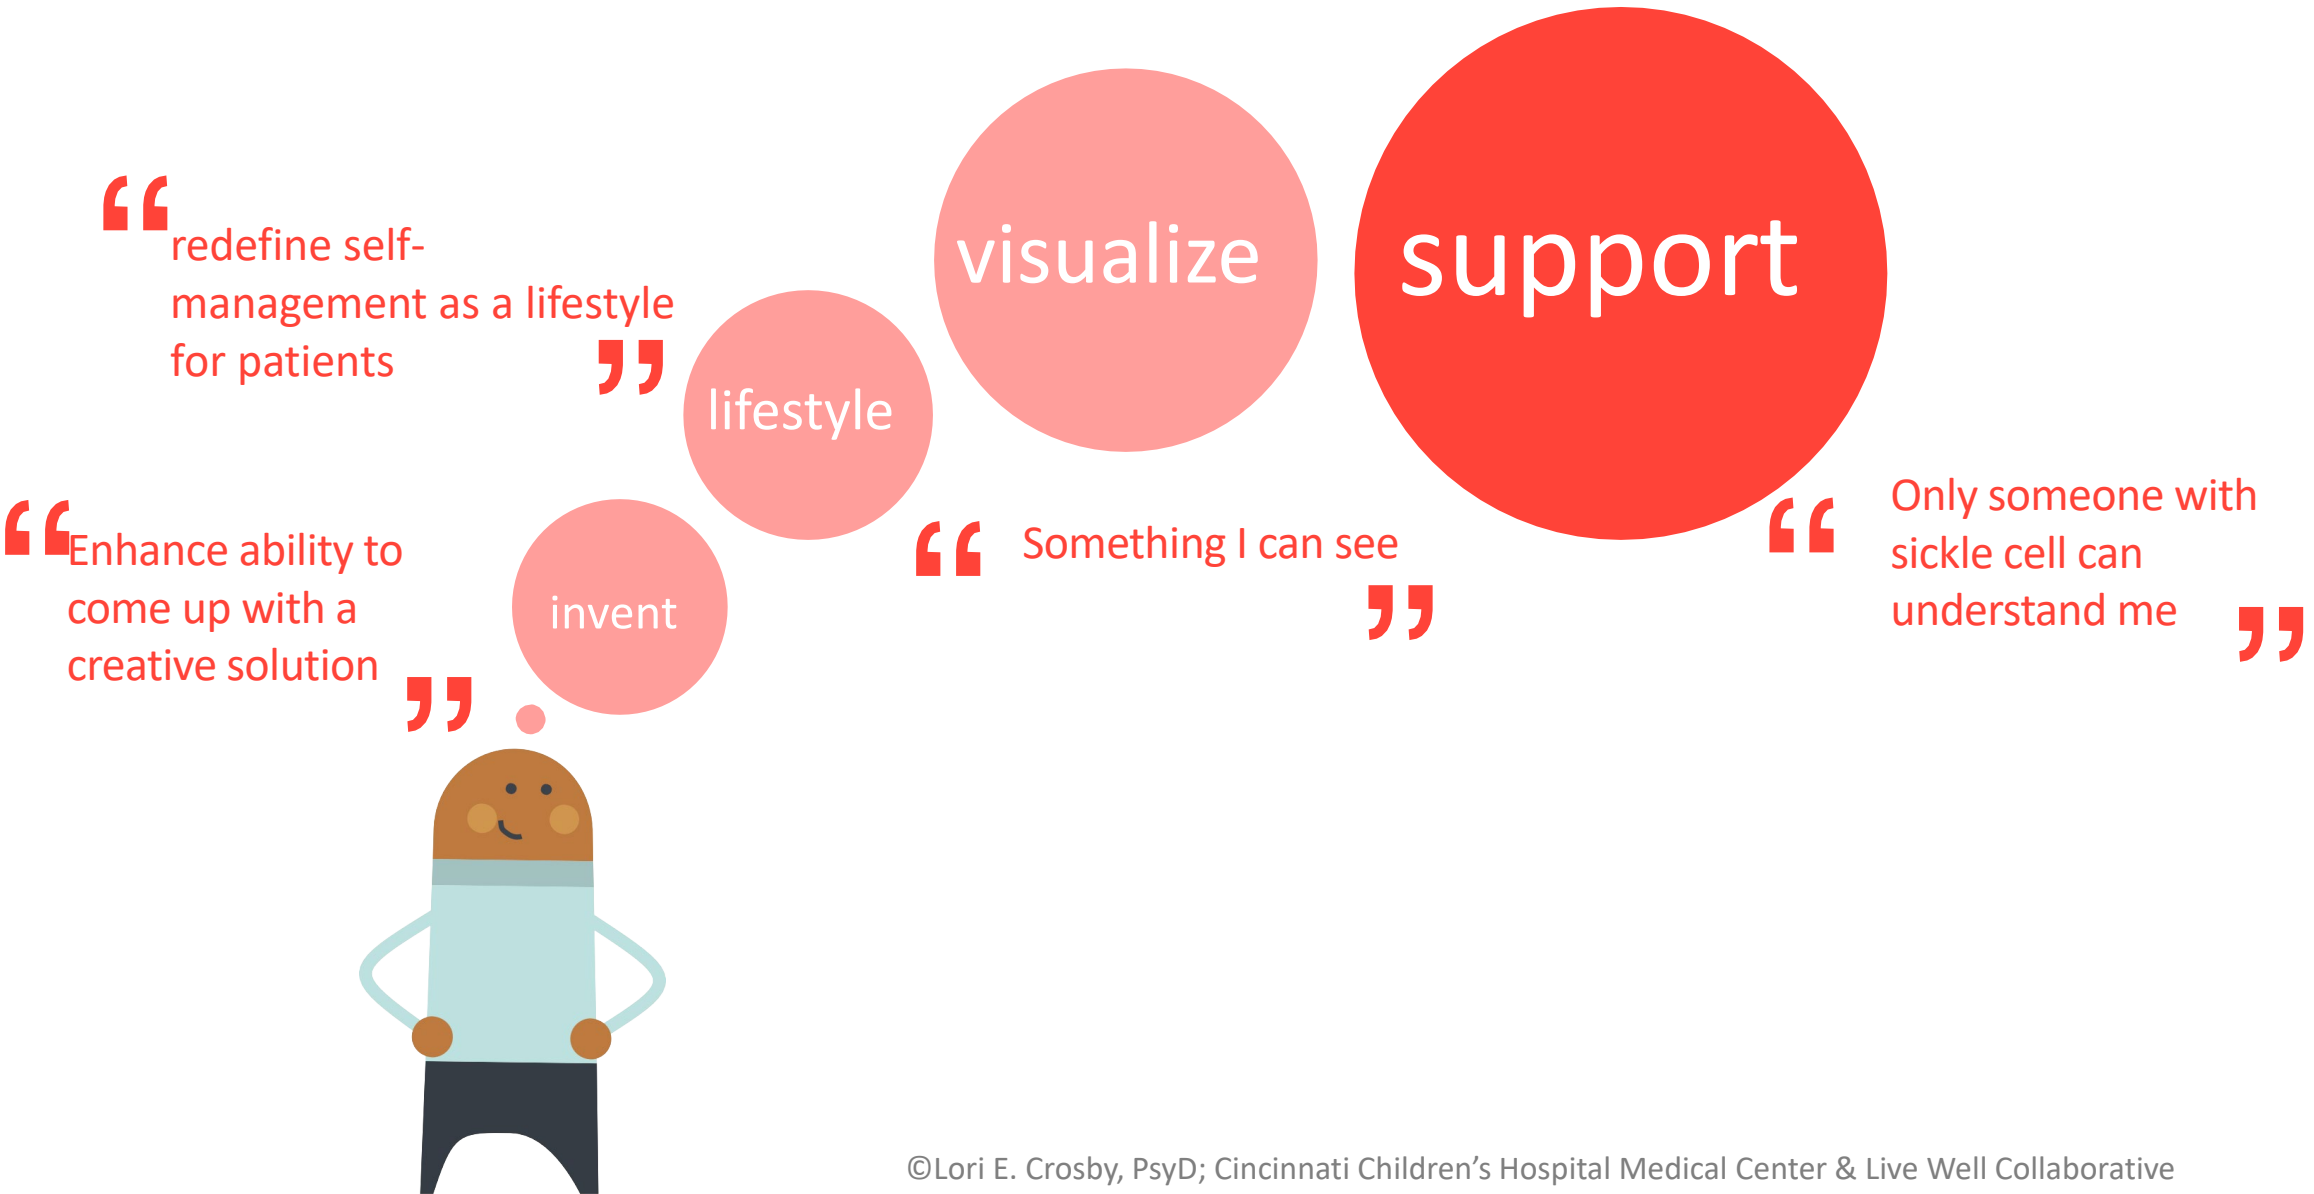 “
redefine self-
management as a lifestyle
for patients
”
“
Enhance ability to
come up with a
creative solution
”
invent
lifestyle
visualize
“
Something I can see
”
support
“
Only someone with
sickle cell can
understand me
”
©Lori E. Crosby, PsyD; Cincinnati Children’s Hospital Medical Center & Live Well Collaborative